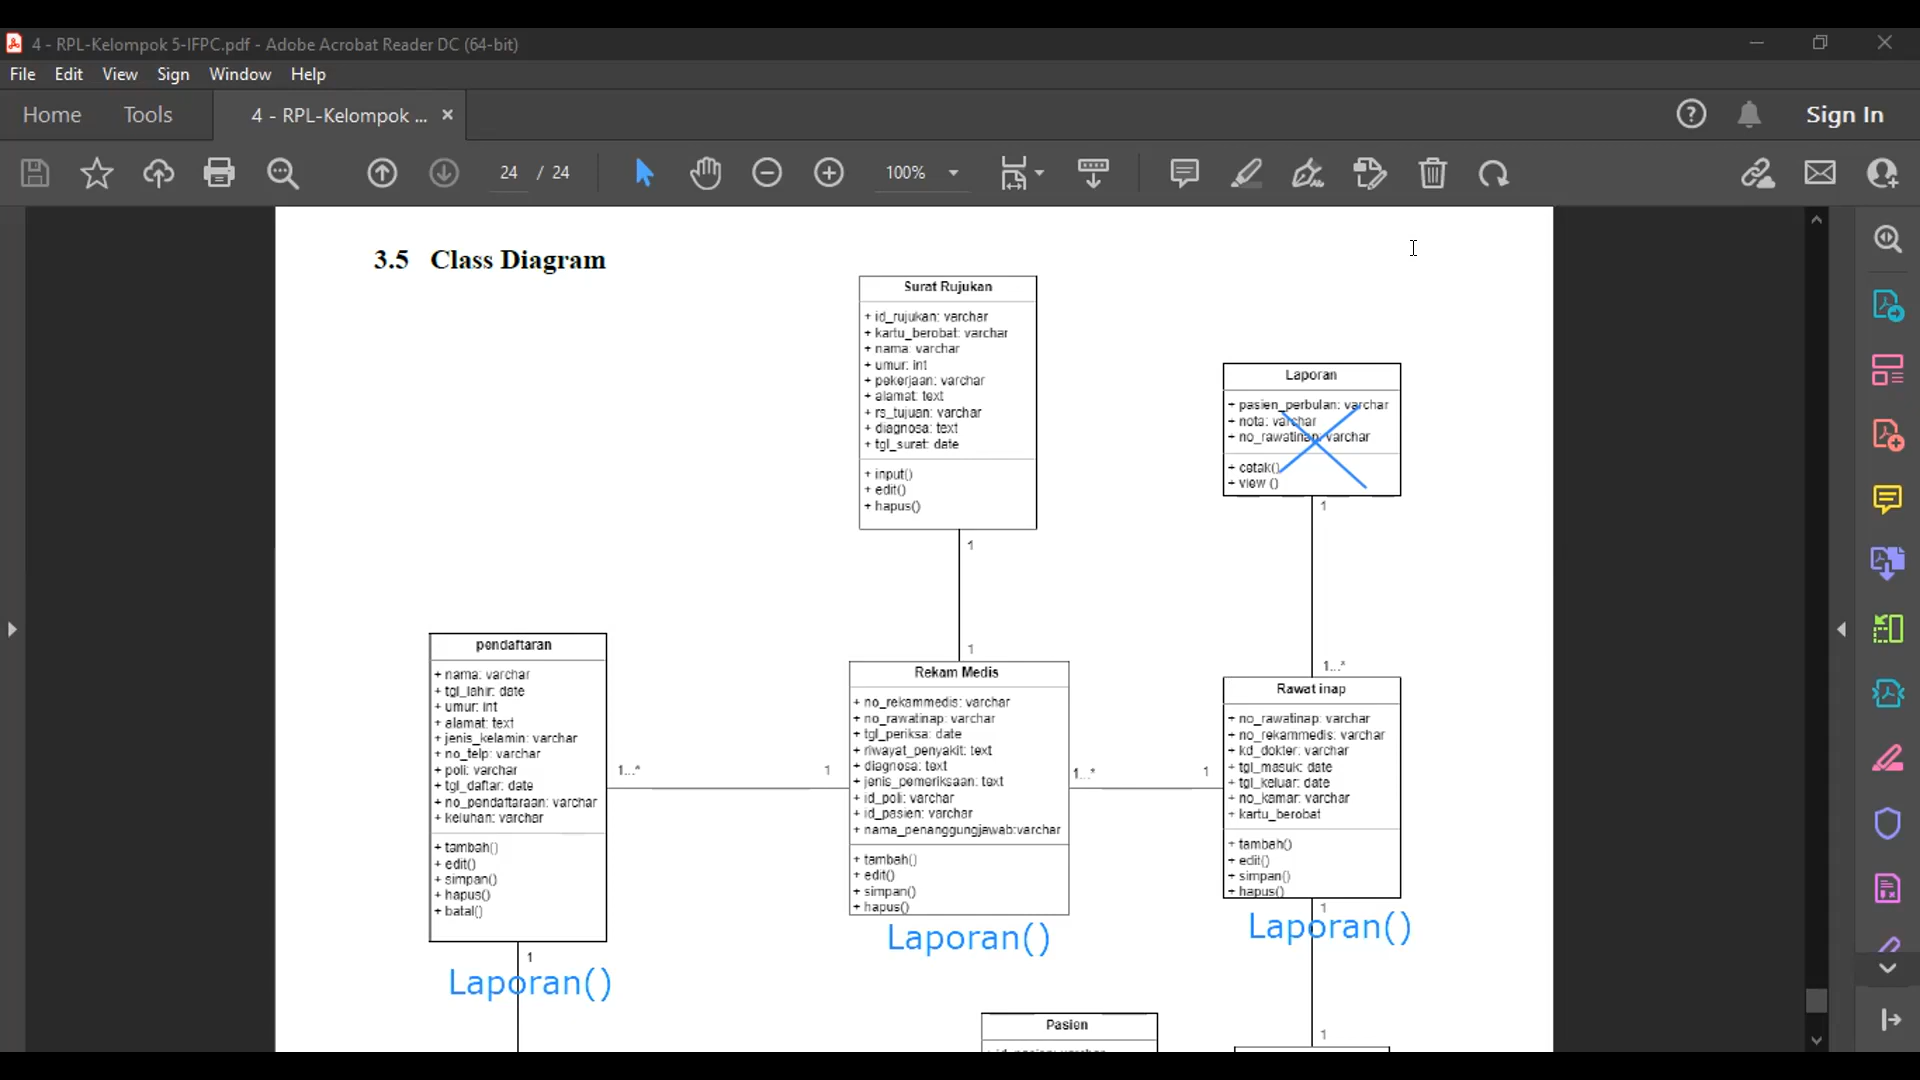 4 - RPL-Kelompok 5-IFPC.pdf - Adobe Acrobat Reader DC (64-bit)
File Edit View Sign Window Help
Home Tools 4 - RPL-Kelompok ... × Sign In
24 / 24 100%
3.5 Class Diagram
Surat Rujukan
+ id_rujukan: varchar
+ kartu_berobat: varchar
+ nama: varchar
+ umur: int
+ pekerjaan: varchar
+ alamat: text
+ rs_tujuan: varchar
+ diagnosa: text
+ tgl_surat: date
+ input()
+ edit()
+ hapus()
1
1
Laporan
+ pasien_perbulan: varchar
+ nota: varchar
+ no_rawatinap: varchar
+ cetak()
+ view ()
1
1...*
pendaftaran
+ nama: varchar
+ tgl_lahir: date
+ umur: int
+ alamat: text
+ jenis_kelamin: varchar
+ no_telp: varchar
+ poli: varchar
+ tgl_daftar: date
+ no_pendaftaraan: varchar
+ keluhan: varchar
+ tambah()
+ edit()
+ simpan()
+ hapus()
+ batal()
1
Laporan()
1...* 1
Rekam Medis
+ no_rekammedis: varchar
+ no_rawatinap: varchar
+ tgl_periksa: date
+ riwayat_penyakit: text
+ diagnosa: text
+ jenis_pemeriksaan: text
+ id_poli: varchar
+ id_pasien: varchar
+ nama_penanggungjawab:varchar
+ tambah()
+ edit()
+ simpan()
+ hapus()
Laporan()
1...* 1
Rawat inap
+ no_rawatinap: varchar
+ no_rekammedis: varchar
+ kd_dokter: varchar
+ tgl_masuk: date
+ tgl_keluar: date
+ no_kamar: varchar
+ kartu_berobat
+ tambah()
+ edit()
+ simpan()
+ hapus()
1
Laporan()
1
Pasien